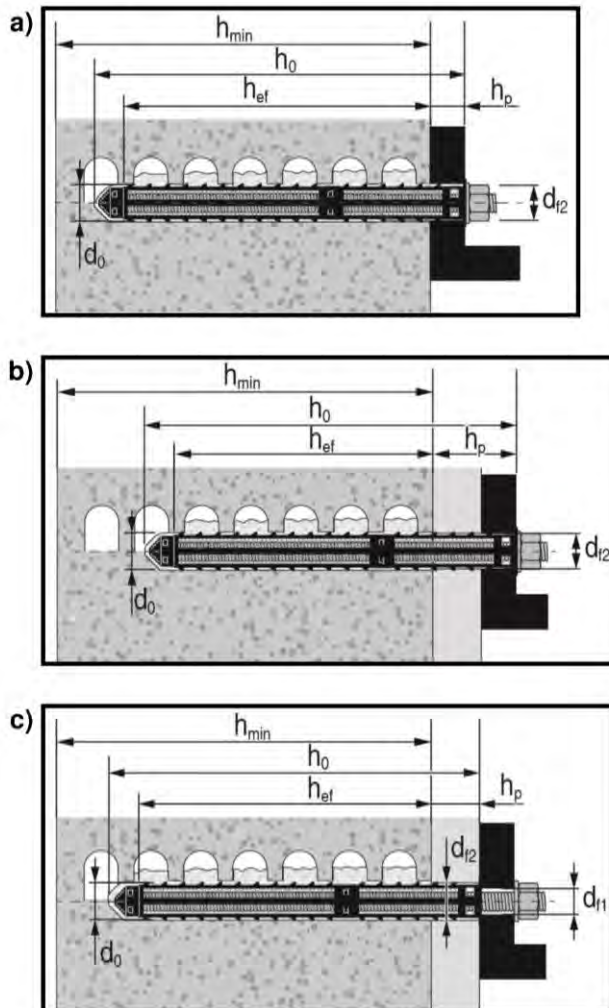 a)
h_min
h_0
h_ef
h_p
d_0
d_f2
b)
h_min
h_0
h_ef
h_p
d_0
d_f2
c)
h_min
h_0
h_ef
h_p
d_f2
d_0
d_f1